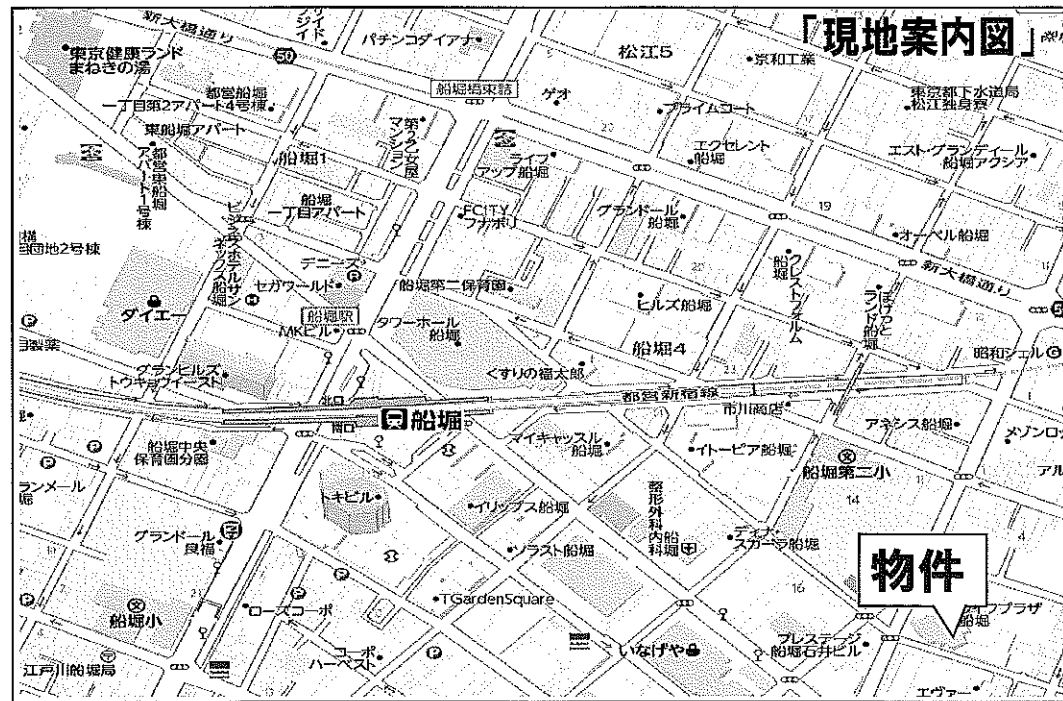 「現地案内図」
新大橋通り
東京健康ランド
まねきの湯
50
パチンコダイアナ
松江5
京和工業
都営船堀
一丁目第2アパート4号棟
船堀橋東詰
ゲオ
プライムコート
東京都下水道局
松江独身寮
東船堀アパート
第2乙女屋
マンション
船堀1
ライフ
アップ船堀
エクセレント
船堀
エスト・グランディール
船堀アクシア
都営東船堀
アパート1号棟
船堀
一丁目アパート
FCITY
フナボリ
グランドール
船堀
19
オーベル船堀
団地2号棟
デニーズ
セガワールド
船堀第二保育園
ヒルズ船堀
クレストフォルム
船堀
新大橋通り
ぽけっと
ランド船堀
ダイエー
船堀駅
MKビル
タワーホール
船堀
船堀4
昭和シェル
グランヒルズ
トウキョウイースト
くすりの福太郎
都営新宿線
北口
船堀
南口
市川商店
アネシス船堀
船堀中央
保育園分園
マイキャッスル
船堀
イトーピア船堀
船堀第二小
メゾンロッ
トキビル
イリップス船堀
整形外科内科
船堀
14
グランドール
良福
ソラスト船堀
ディナ
スカーラ船堀
物件
16
船堀小
ローズコーポ
TGardenSquare
ライフプラザ
船堀
コーポ
ハーベスト
いなげや
プレステージ
船堀石井ビル
江戸川船堀局
エヴァー